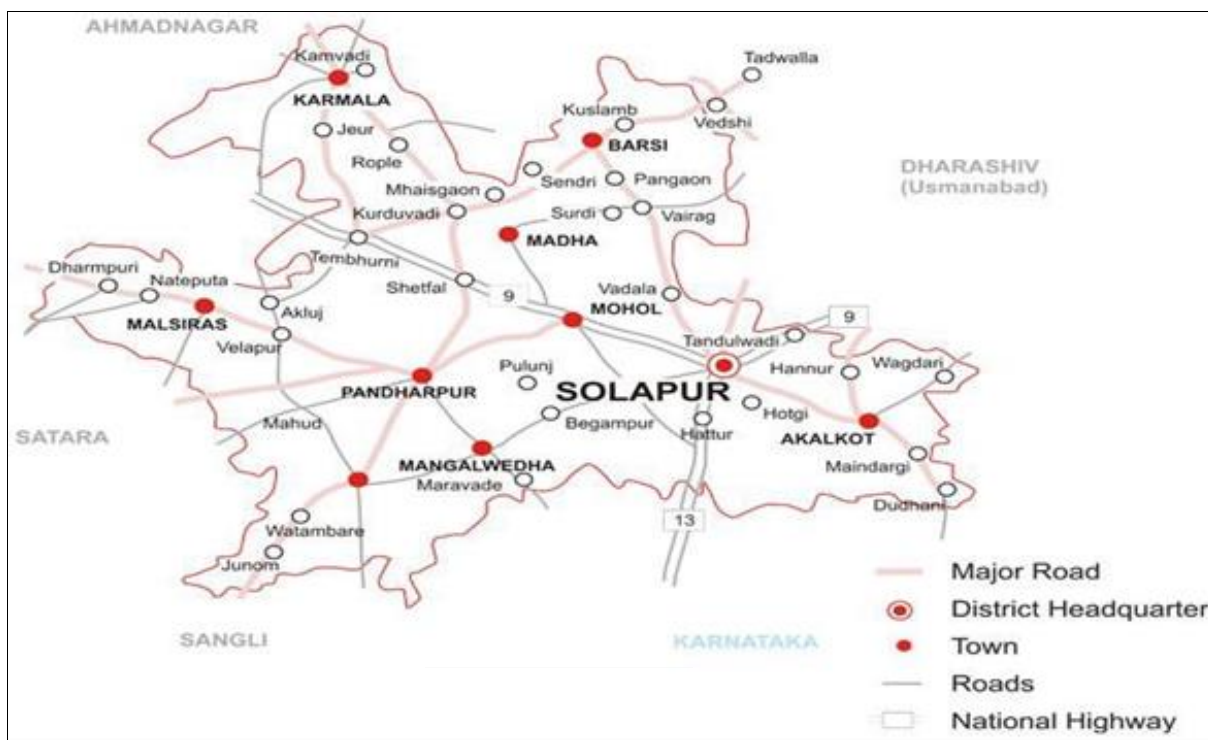 AHMADNAGAR
Kamvadi
Tadwalla
KARMALA
Kuslamb
Vedshi
Jeur
BARSI
Rople
DHARASHIV
(Usmanabad)
Sendri
Pangaon
Mhaisgaon
Kurduvadi
Surdi
Vairag
MADHA
Tembhurni
Dharmpuri
Nateputa
Shetfal
9
Vadala
Akluj
MOHOL
9
MALSIRAS
Tandulwadi
Velapur
Pulunj
Hannur
Wagdari
PANDHARPUR
SOLAPUR
Hotgi
Mahud
Begampur
Hattur
AKALKOT
SATARA
MANGALWEDHA
Maindargi
Maravade
Dudhani
Watambare
13
Junom
Major Road
District Headquarter
SANGLI
KARNATAKA
Town
Roads
National Highway